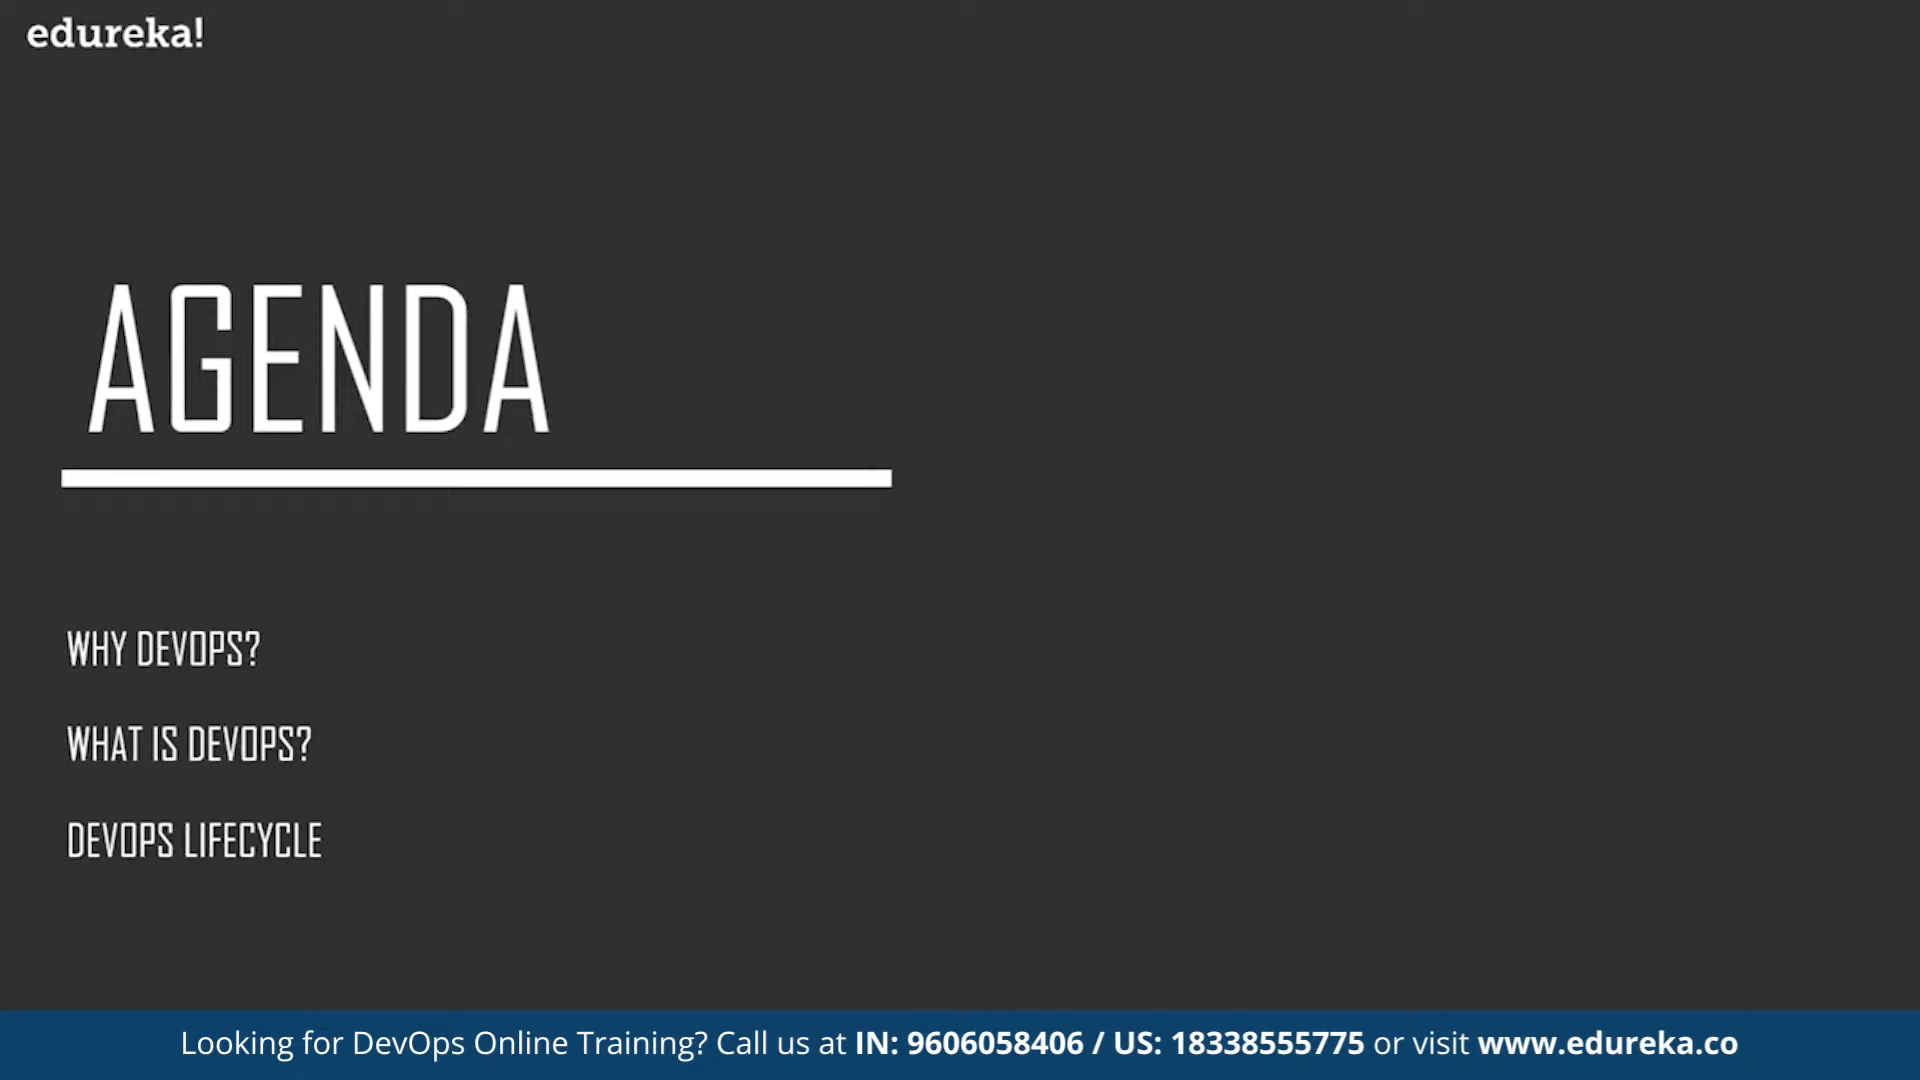 edureka!
AGENDA
WHY DEVOPS?
WHAT IS DEVOPS?
DEVOPS LIFECYCLE
Looking for DevOps Online Training? Call us at IN: 9606058406 / US: 18338555775 or visit www.edureka.co